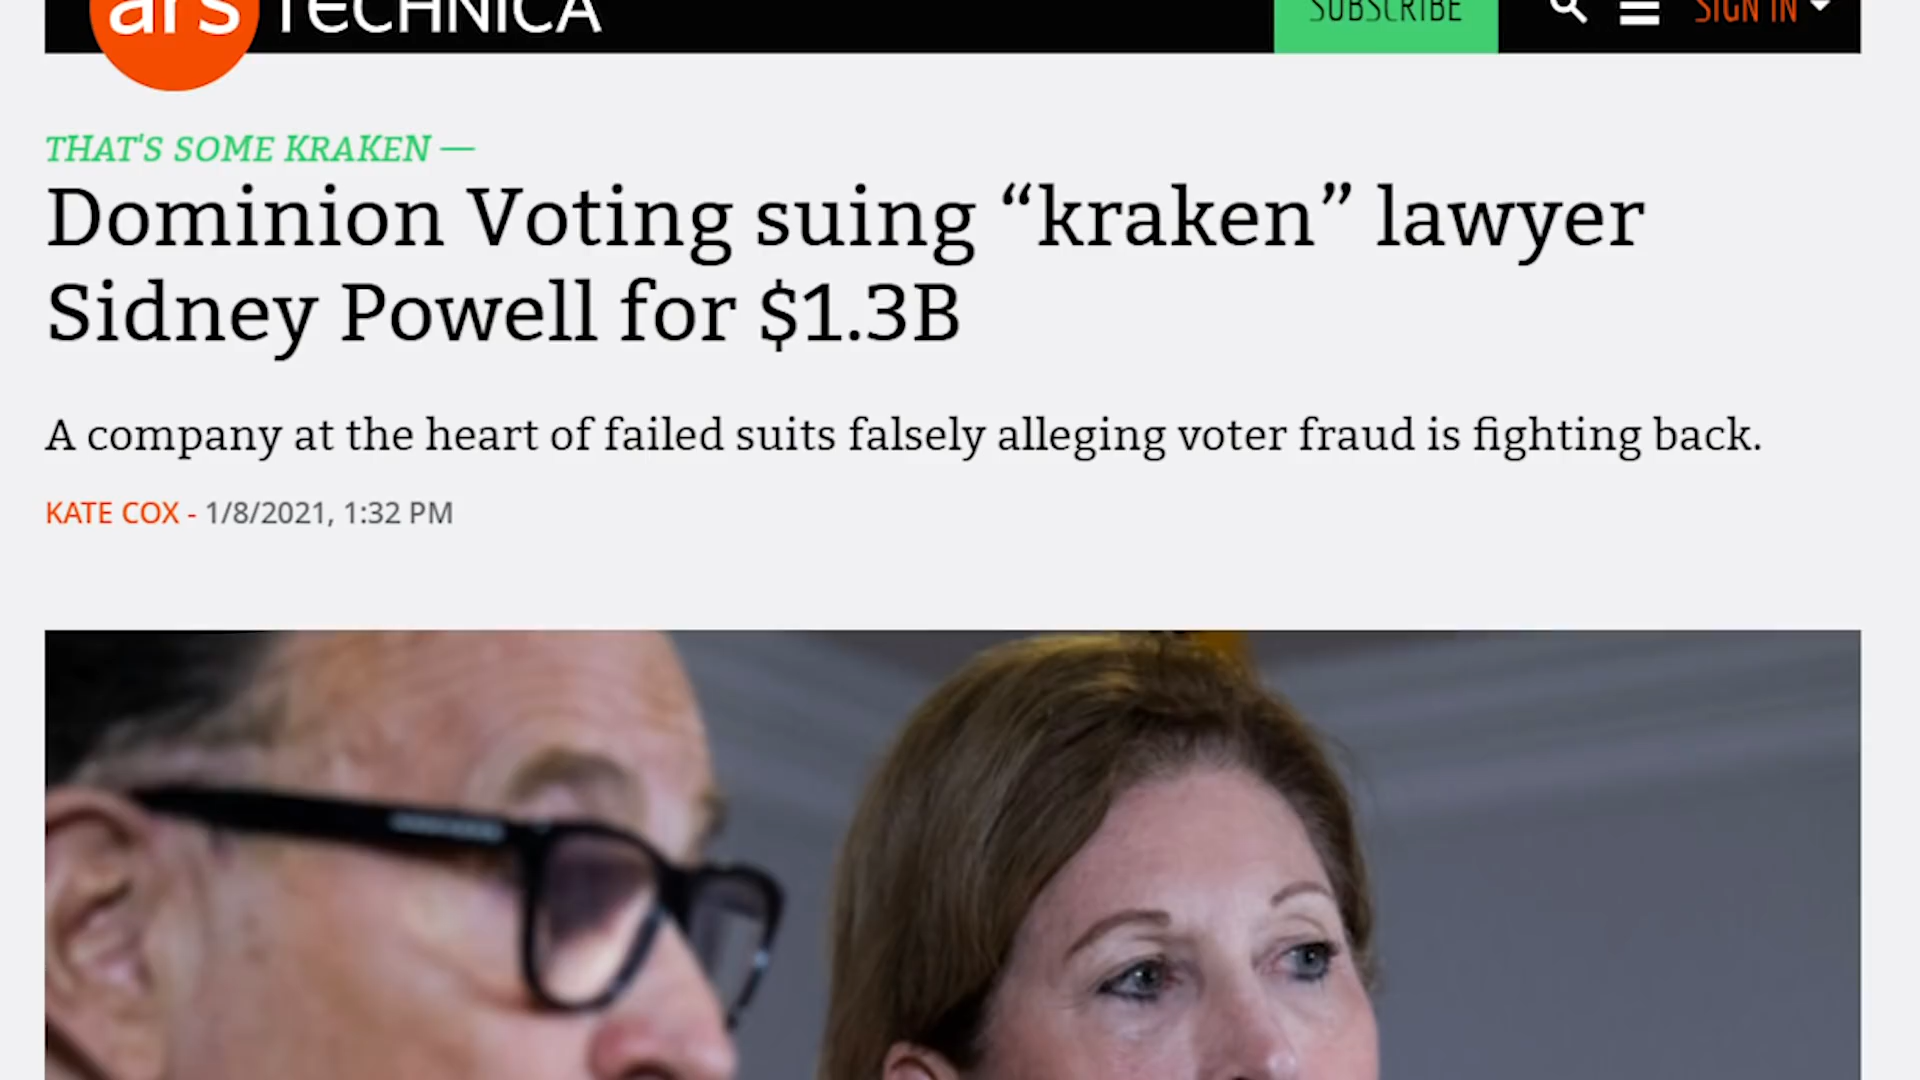 ars TECHNICA
SUBSCRIBE
SIGN IN
THAT'S SOME KRAKEN —
Dominion Voting suing “kraken” lawyer
Sidney Powell for $1.3B
A company at the heart of failed suits falsely alleging voter fraud is fighting back.
KATE COX - 1/8/2021, 1:32 PM